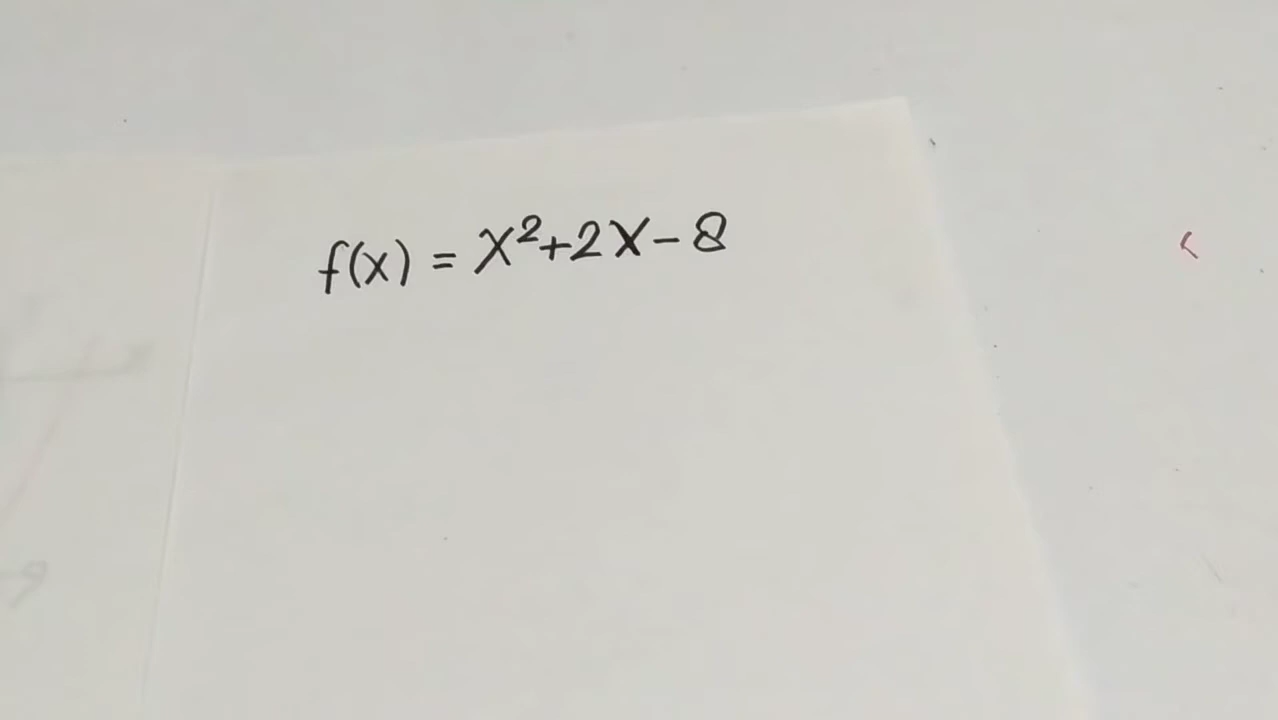 f(x) = x²+2x-8